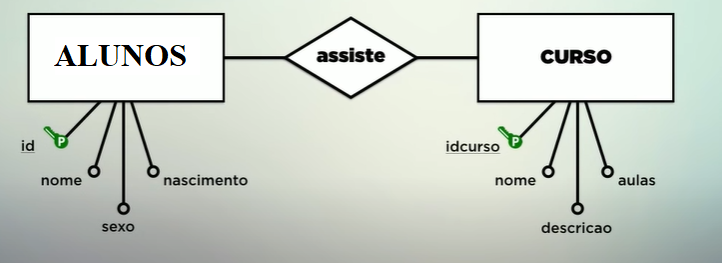 ALUNOS
assiste
CURSO
id
P
nome
sexo
nascimento
idcurso
P
nome
descricao
aulas